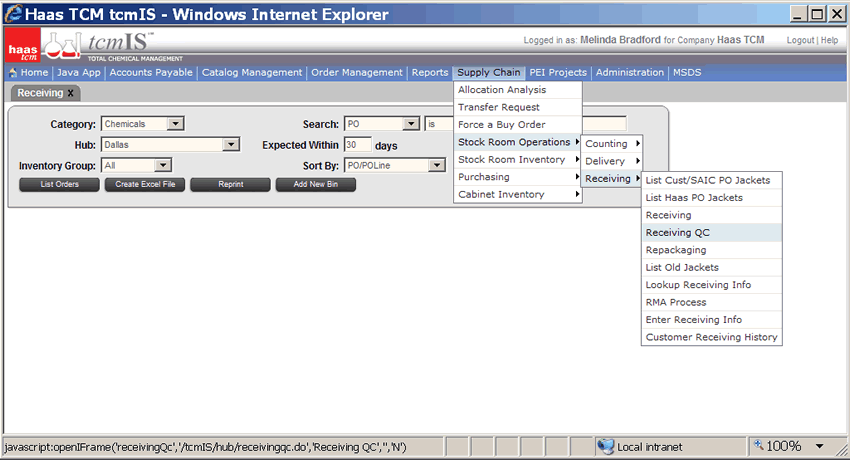 Haas TCM tcmIS - Windows Internet Explorer
haas tcm
tcmIS™
TOTAL CHEMICAL MANAGEMENT
Logged in as: Melinda Bradford for Company Haas TCM Logout | Help
Home | Java App | Accounts Payable | Catalog Management | Order Management | Reports | Supply Chain | PEI Projects | Administration | MSDS
Receiving x
Category: Chemicals Search: PO is
Hub: Dallas Expected Within 30 days
Inventory Group: All Sort By: PO/POLine
List Orders Create Excel File Reprint Add New Bin
Allocation Analysis
Transfer Request
Force a Buy Order
Stock Room Operations
Stock Room Inventory
Purchasing
Cabinet Inventory
Counting
Delivery
Receiving
List Cust/SAIC PO Jackets
List Haas PO Jackets
Receiving
Receiving QC
Repackaging
List Old Jackets
Lookup Receiving Info
RMA Process
Enter Receiving Info
Customer Receiving History
javascript:openIFrame('receivingQc','/tcmIS/hub/receivingqc.do','Receiving QC','','N') Local intranet 100%